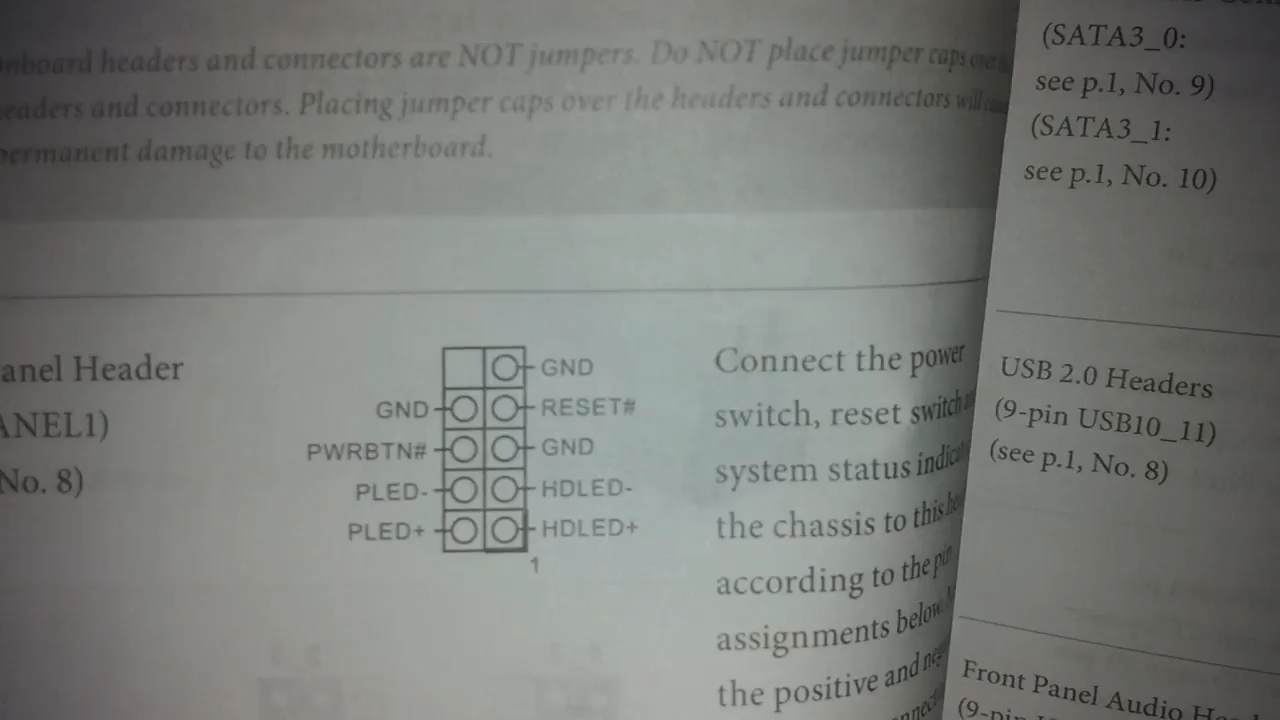 headers and connectors are NOT jumpers. Do NOT place jumper caps
and connectors. Placing jumper caps over the headers and connectors will
permanent damage to the motherboard.
Header
No. 8)
GND
GND
RESET#
PWRBTN#
GND
PLED-
HDLED-
PLED+
HDLED+
1
Connect the power
switch, reset switch
system status
the chassis to this
according to the
assignments below.
the positive and
(SATA3_0:
see p.1, No. 9)
(SATA3_1:
see p.1, No. 10)
USB 2.0 Headers
(9-pin USB10_11)
(see p.1, No. 8)
Front Panel Audio
(9-pin